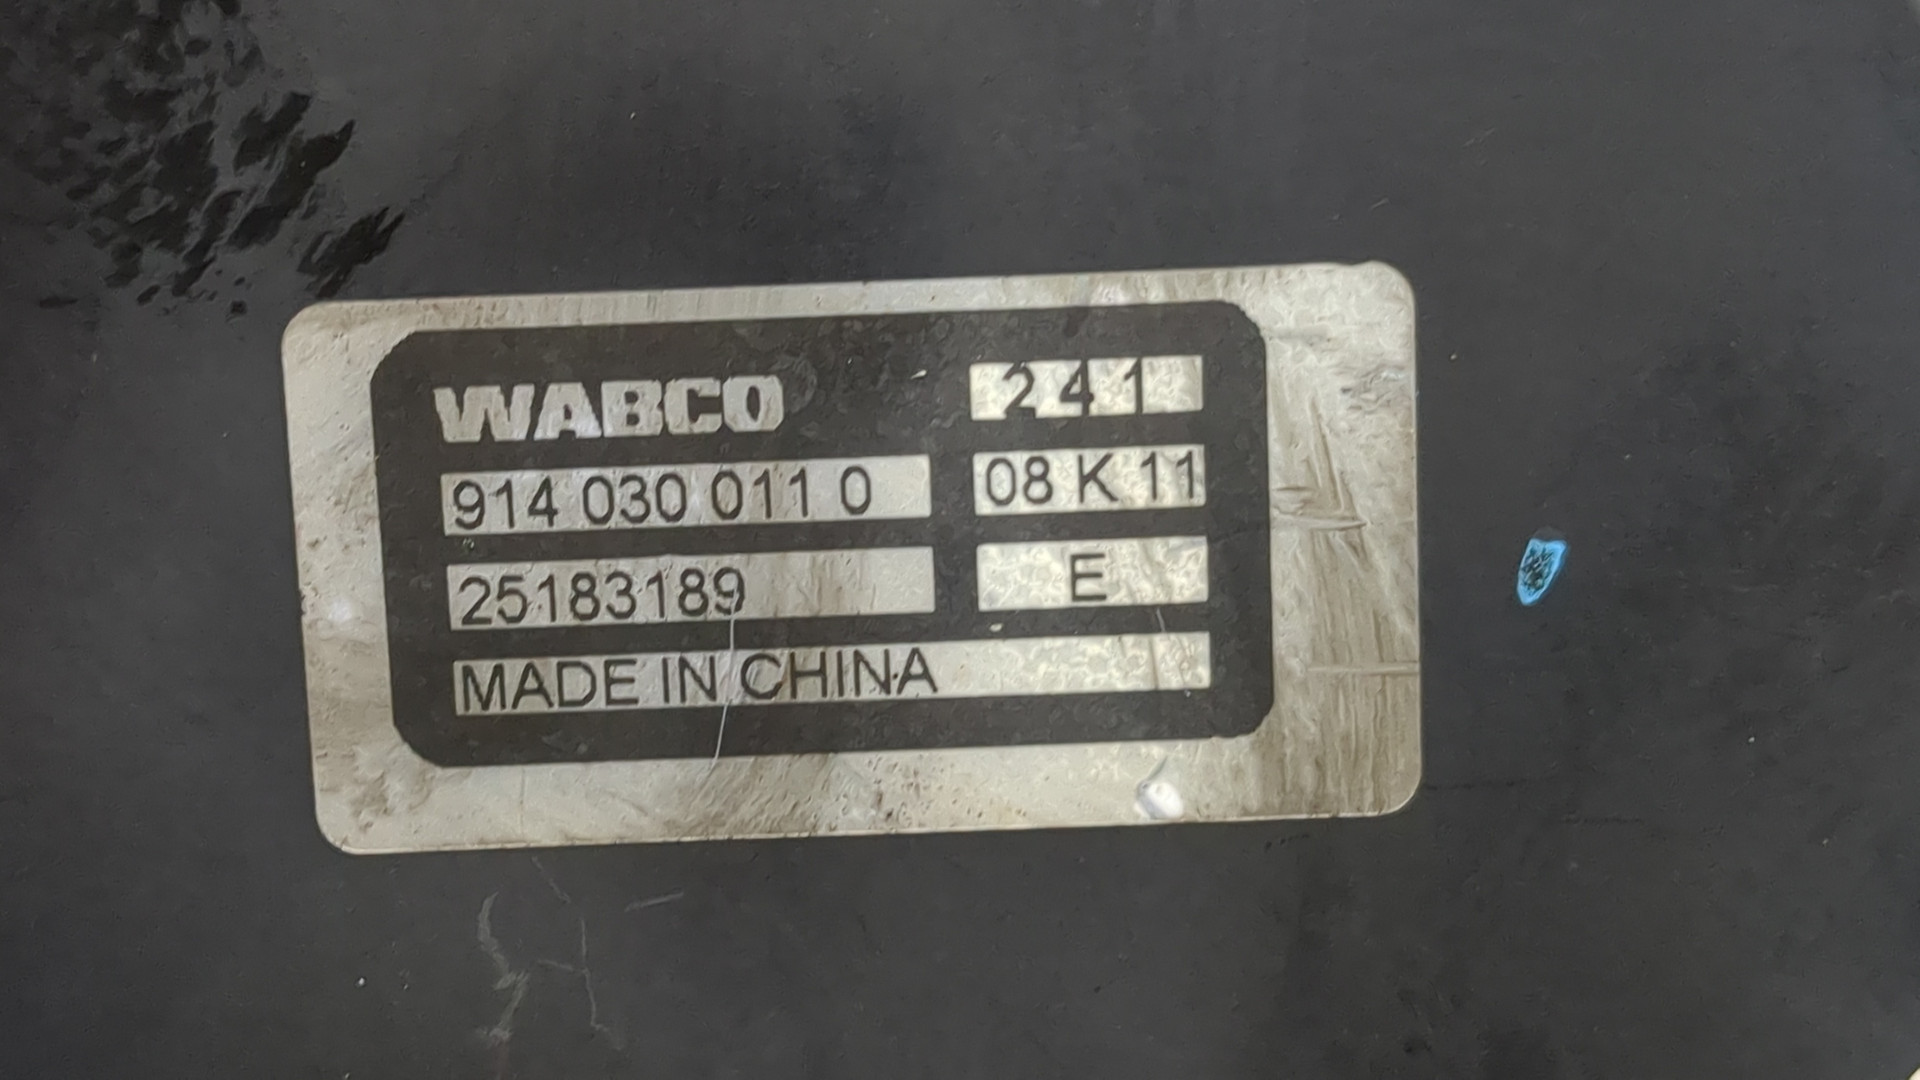 WABCO 241
914 030 011 0 08 K 11
25183189 E
MADE IN CHINA